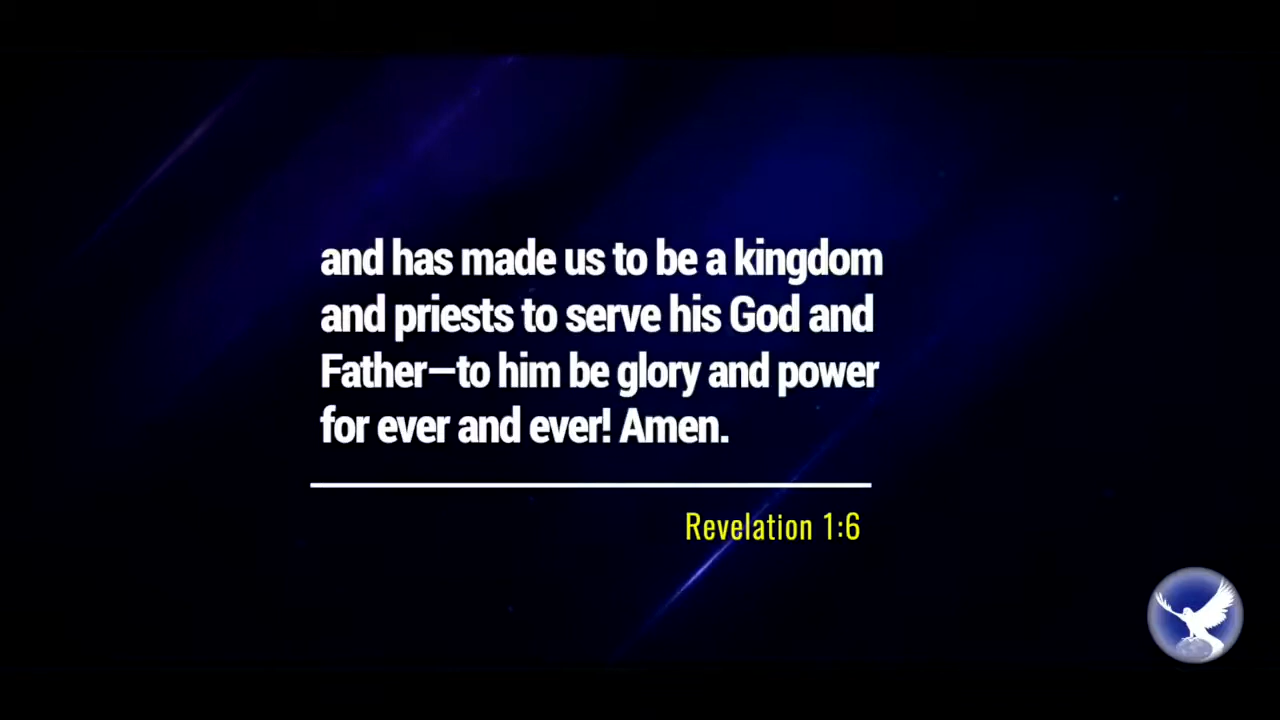 and has made us to be a kingdom
and priests to serve his God and
Father—to him be glory and power
for ever and ever! Amen.
Revelation 1:6